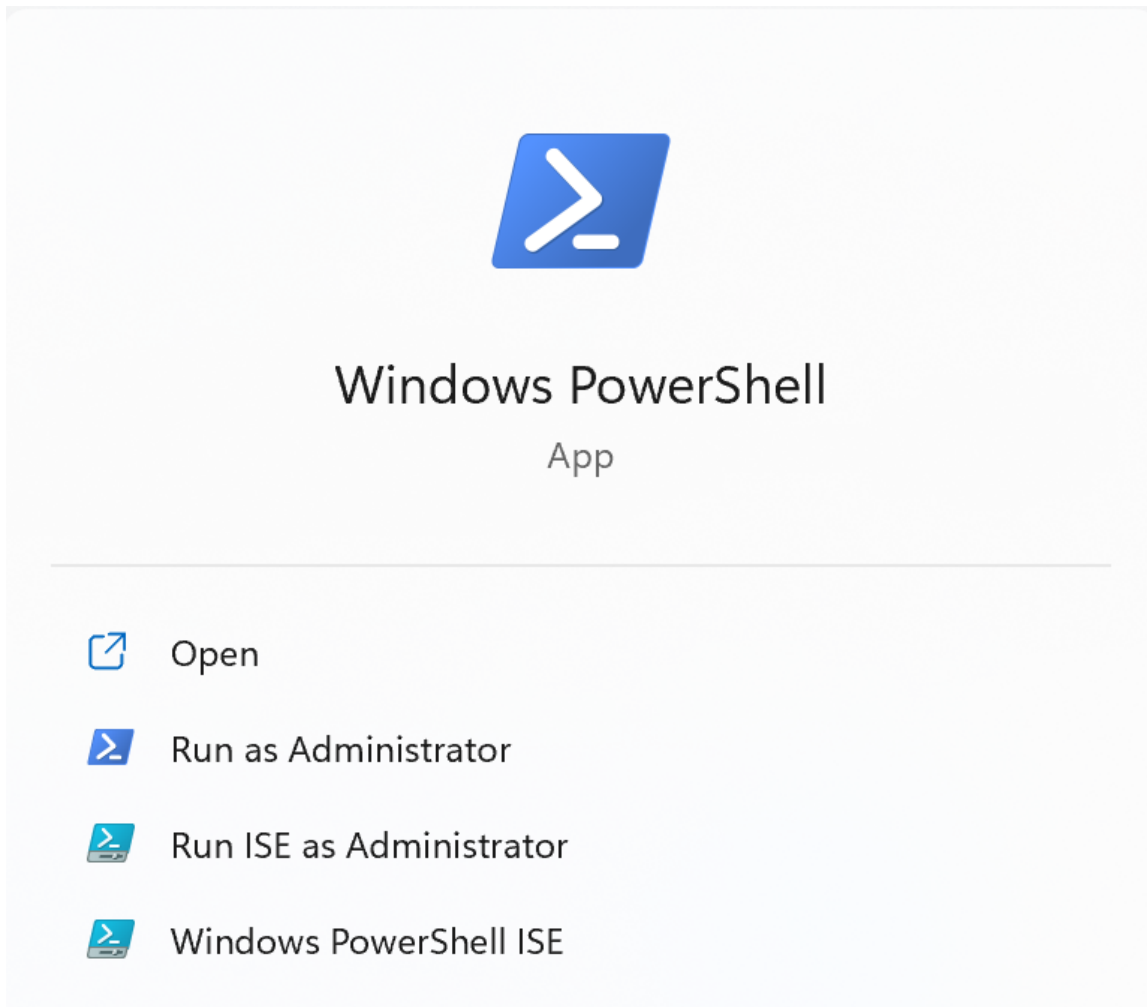 Windows PowerShell
App
Open
Run as Administrator
Run ISE as Administrator
Windows PowerShell ISE